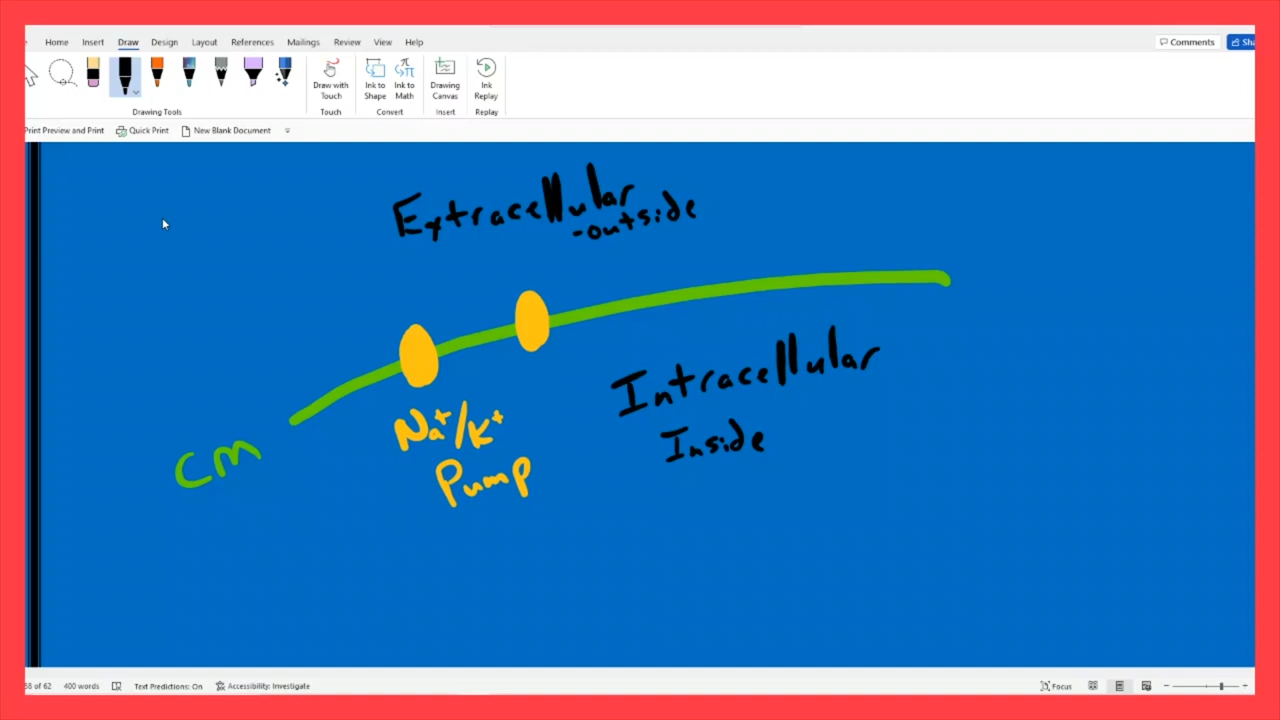 Home Insert Draw Design Layout References Mailings Review View Help
Comments
Draw with Touch
Ink to Shape
Ink to Math
Drawing Canvas
Ink Replay
Drawing Tools
Touch
Convert
Insert
Replay
Print Preview and Print Quick Print New Blank Document
Extracellular
-outside
Intracellular
Inside
CM
Na+/K+
Pump
of 62 400 words Text Predictions: On Accessibility: Investigate
Focus